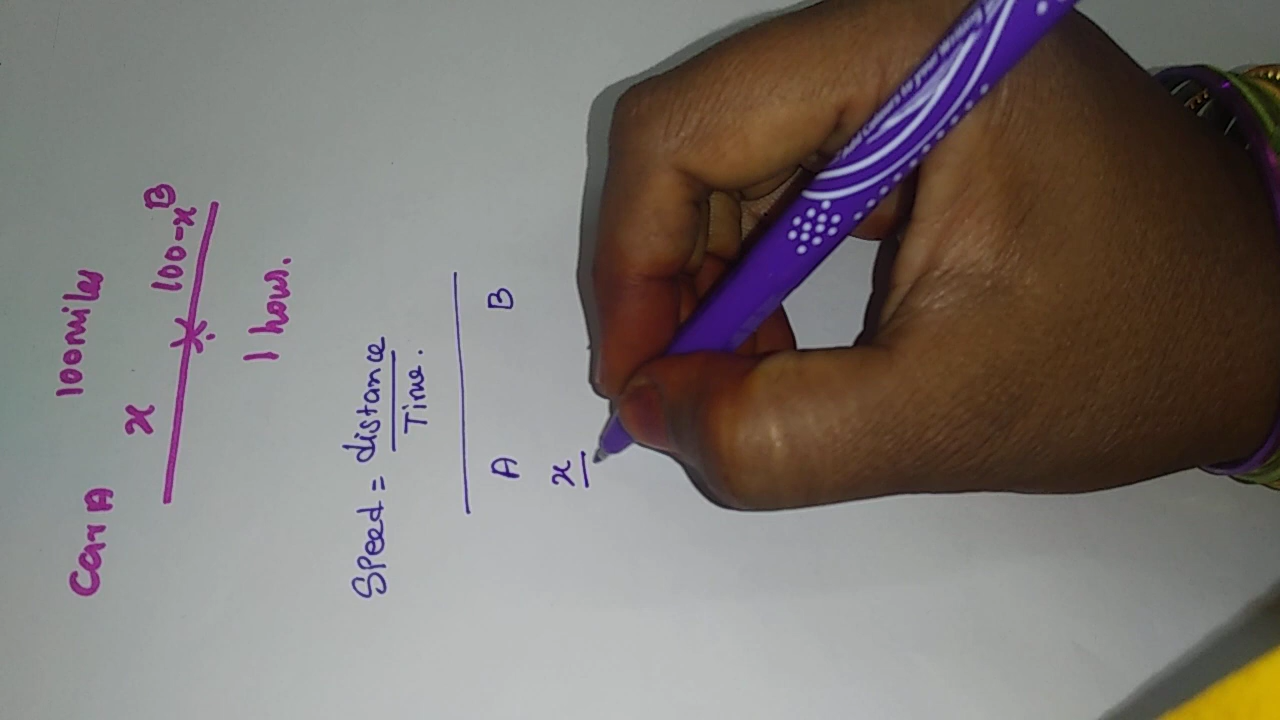 Car A 100miles
x 100-x B
1 hour.
Speed = distance
Time.
A B
x